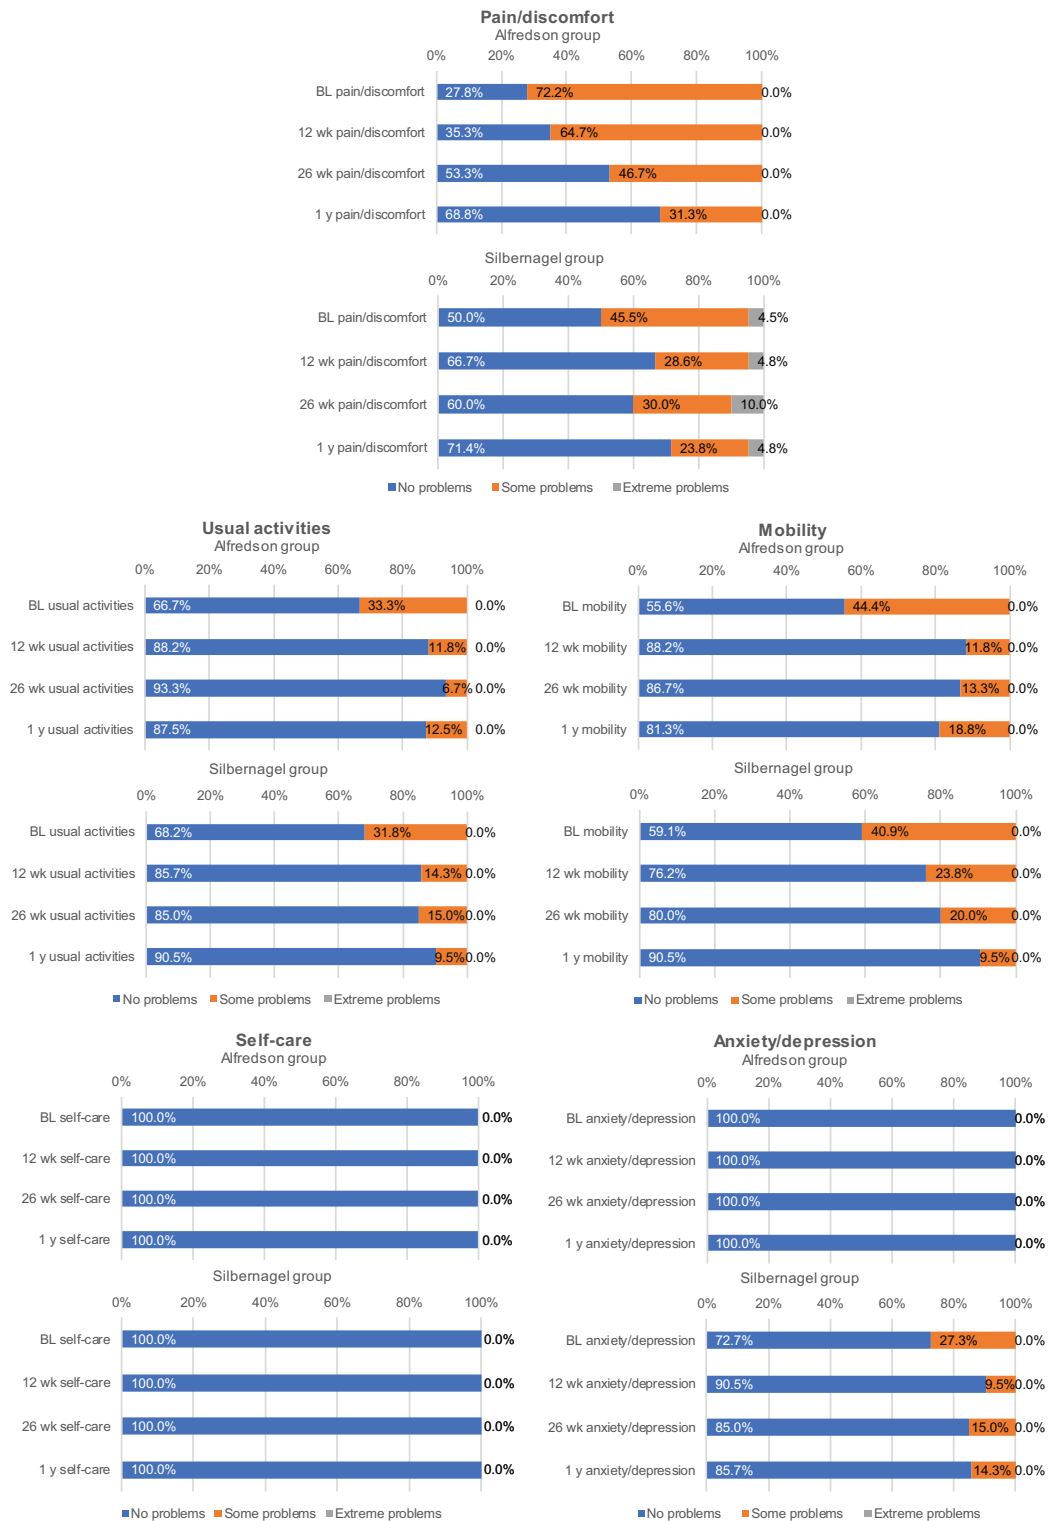 Pain/discomfort
Alfredson group
0% 20% 40% 60% 80% 100%
BL pain/discomfort 27.8% 72.2% 0.0%
12 wk pain/discomfort 35.3% 64.7% 0.0%
26 wk pain/discomfort 53.3% 46.7% 0.0%
1 y pain/discomfort 68.8% 31.3% 0.0%
Silbernagel group
0% 20% 40% 60% 80% 100%
BL pain/discomfort 50.0% 45.5% 4.5%
12 wk pain/discomfort 66.7% 28.6% 4.8%
26 wk pain/discomfort 60.0% 30.0% 10.0%
1 y pain/discomfort 71.4% 23.8% 4.8%
No problems Some problems Extreme problems
Usual activities
Alfredson group
0% 20% 40% 60% 80% 100%
BL usual activities 66.7% 33.3% 0.0%
12 wk usual activities 88.2% 11.8% 0.0%
26 wk usual activities 93.3% 6.7% 0.0%
1 y usual activities 87.5% 12.5% 0.0%
Silbernagel group
0% 20% 40% 60% 80% 100%
BL usual activities 68.2% 31.8% 0.0%
12 wk usual activities 85.7% 14.3% 0.0%
26 wk usual activities 85.0% 15.0% 0.0%
1 y usual activities 90.5% 9.5% 0.0%
No problems Some problems Extreme problems
Mobility
Alfredson group
0% 20% 40% 60% 80% 100%
BL mobility 55.6% 44.4% 0.0%
12 wk mobility 88.2% 11.8% 0.0%
26 wk mobility 86.7% 13.3% 0.0%
1 y mobility 81.3% 18.8% 0.0%
Silbernagel group
0% 20% 40% 60% 80% 100%
BL mobility 59.1% 40.9% 0.0%
12 wk mobility 76.2% 23.8% 0.0%
26 wk mobility 80.0% 20.0% 0.0%
1 y mobility 90.5% 9.5% 0.0%
No problems Some problems Extreme problems
Self-care
Alfredson group
0% 20% 40% 60% 80% 100%
BL self-care 100.0% 0.0%
12 wk self-care 100.0% 0.0%
26 wk self-care 100.0% 0.0%
1 y self-care 100.0% 0.0%
Silbernagel group
0% 20% 40% 60% 80% 100%
BL self-care 100.0% 0.0%
12 wk self-care 100.0% 0.0%
26 wk self-care 100.0% 0.0%
1 y self-care 100.0% 0.0%
No problems Some problems Extreme problems
Anxiety/depression
Alfredson group
0% 20% 40% 60% 80% 100%
BL anxiety/depression 100.0% 0.0%
12 wk anxiety/depression 100.0% 0.0%
26 wk anxiety/depression 100.0% 0.0%
1 y anxiety/depression 100.0% 0.0%
Silbernagel group
0% 20% 40% 60% 80% 100%
BL anxiety/depression 72.7% 27.3% 0.0%
12 wk anxiety/depression 90.5% 9.5% 0.0%
26 wk anxiety/depression 85.0% 15.0% 0.0%
1 y anxiety/depression 85.7% 14.3% 0.0%
No problems Some problems Extreme problems